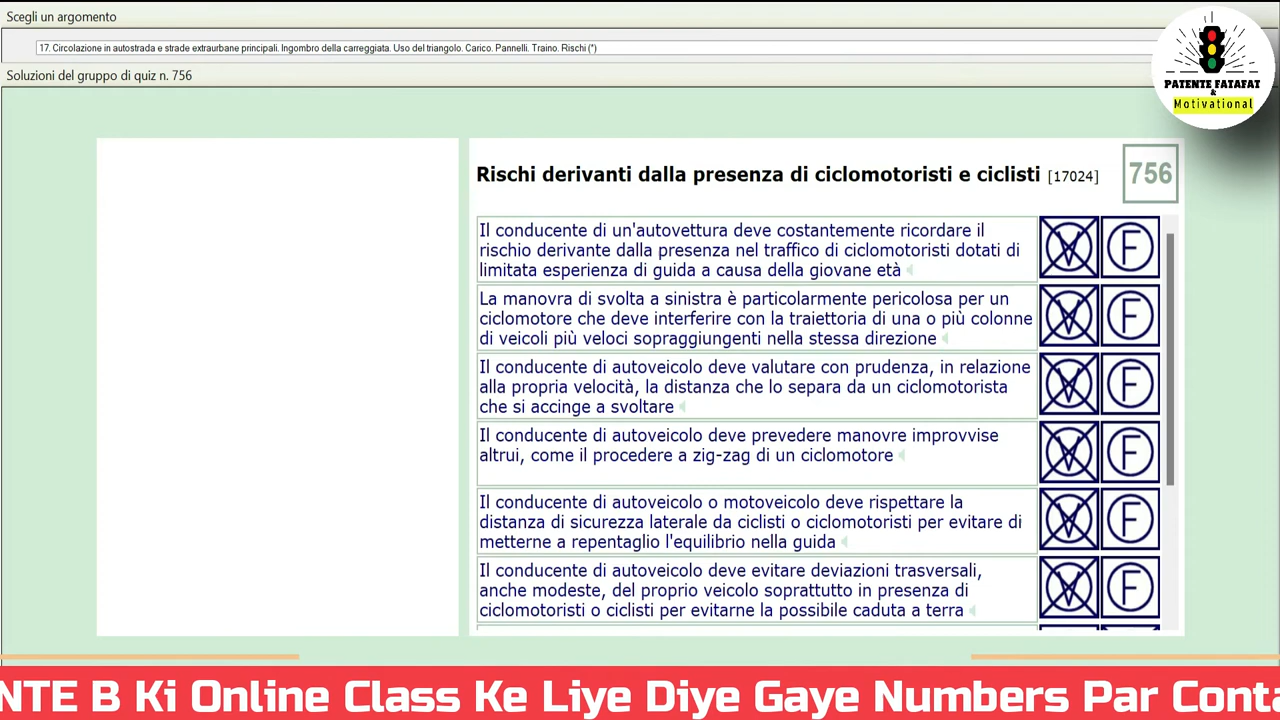 Scegli un argomento
17. Circolazione in autostrada e strade extraurbane principali. Ingombro della carreggiata. Uso del triangolo. Carico. Pannelli. Traino. Rischi (*)
Soluzioni del gruppo di quiz n. 756
PATENTE FATAFAT
&
Motivational
Rischi derivanti dalla presenza di ciclomotoristi e ciclisti [17024]
756
Il conducente di un'autovettura deve costantemente ricordare il
rischio derivante dalla presenza nel traffico di ciclomotoristi dotati di
limitata esperienza di guida a causa della giovane età
V F
La manovra di svolta a sinistra è particolarmente pericolosa per un
ciclomotore che deve interferire con la traiettoria di una o più colonne
di veicoli più veloci sopraggiungenti nella stessa direzione
V F
Il conducente di autoveicolo deve valutare con prudenza, in relazione
alla propria velocità, la distanza che lo separa da un ciclomotorista
che si accinge a svoltare
V F
Il conducente di autoveicolo deve prevedere manovre improvvise
altrui, come il procedere a zig-zag di un ciclomotore
V F
Il conducente di autoveicolo o motoveicolo deve rispettare la
distanza di sicurezza laterale da ciclisti o ciclomotoristi per evitare di
metterne a repentaglio l'equilibrio nella guida
V F
Il conducente di autoveicolo deve evitare deviazioni trasversali,
anche modeste, del proprio veicolo soprattutto in presenza di
ciclomotoristi o ciclisti per evitarne la possibile caduta a terra
V F
NTE B Ki Online Class Ke Liye Diye Gaye Numbers Par Conta